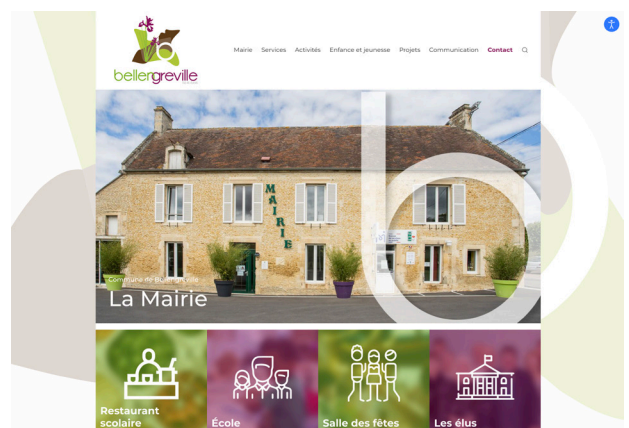 bellengreville
Mairie Services Activités Enfance et jeunesse Projets Communication Contact
MAIRIE
Commune de Bellengreville
La Mairie
Restaurant
scolaire
École
Salle des fêtes
Les élus